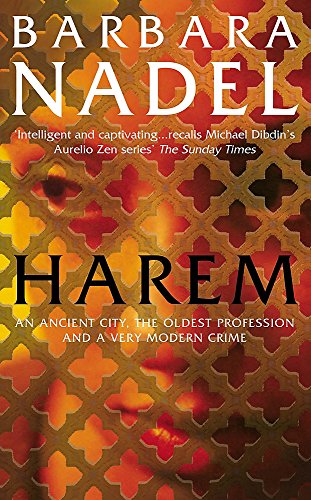 BARBARA
NADEL
'Intelligent and captivating...recalls Michael Dibdin's
Aurelio Zen series' The Sunday Times
HAREM
AN ANCIENT CITY, THE OLDEST PROFESSION
AND A VERY MODERN CRIME